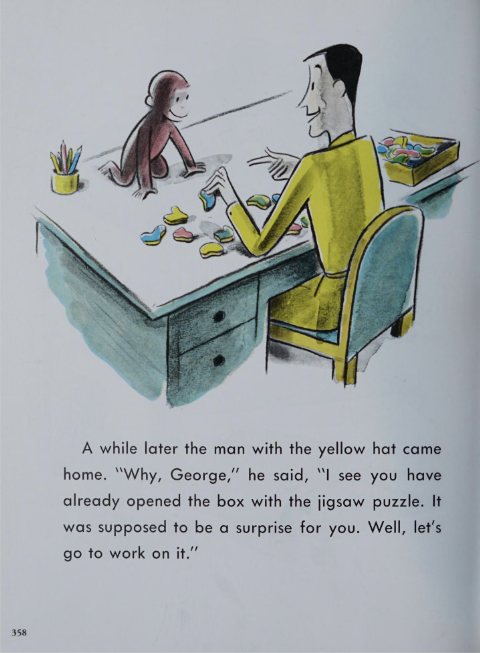 A while later the man with the yellow hat came
home. "Why, George," he said, "I see you have
already opened the box with the jigsaw puzzle. It
was supposed to be a surprise for you. Well, let's
go to work on it."
358